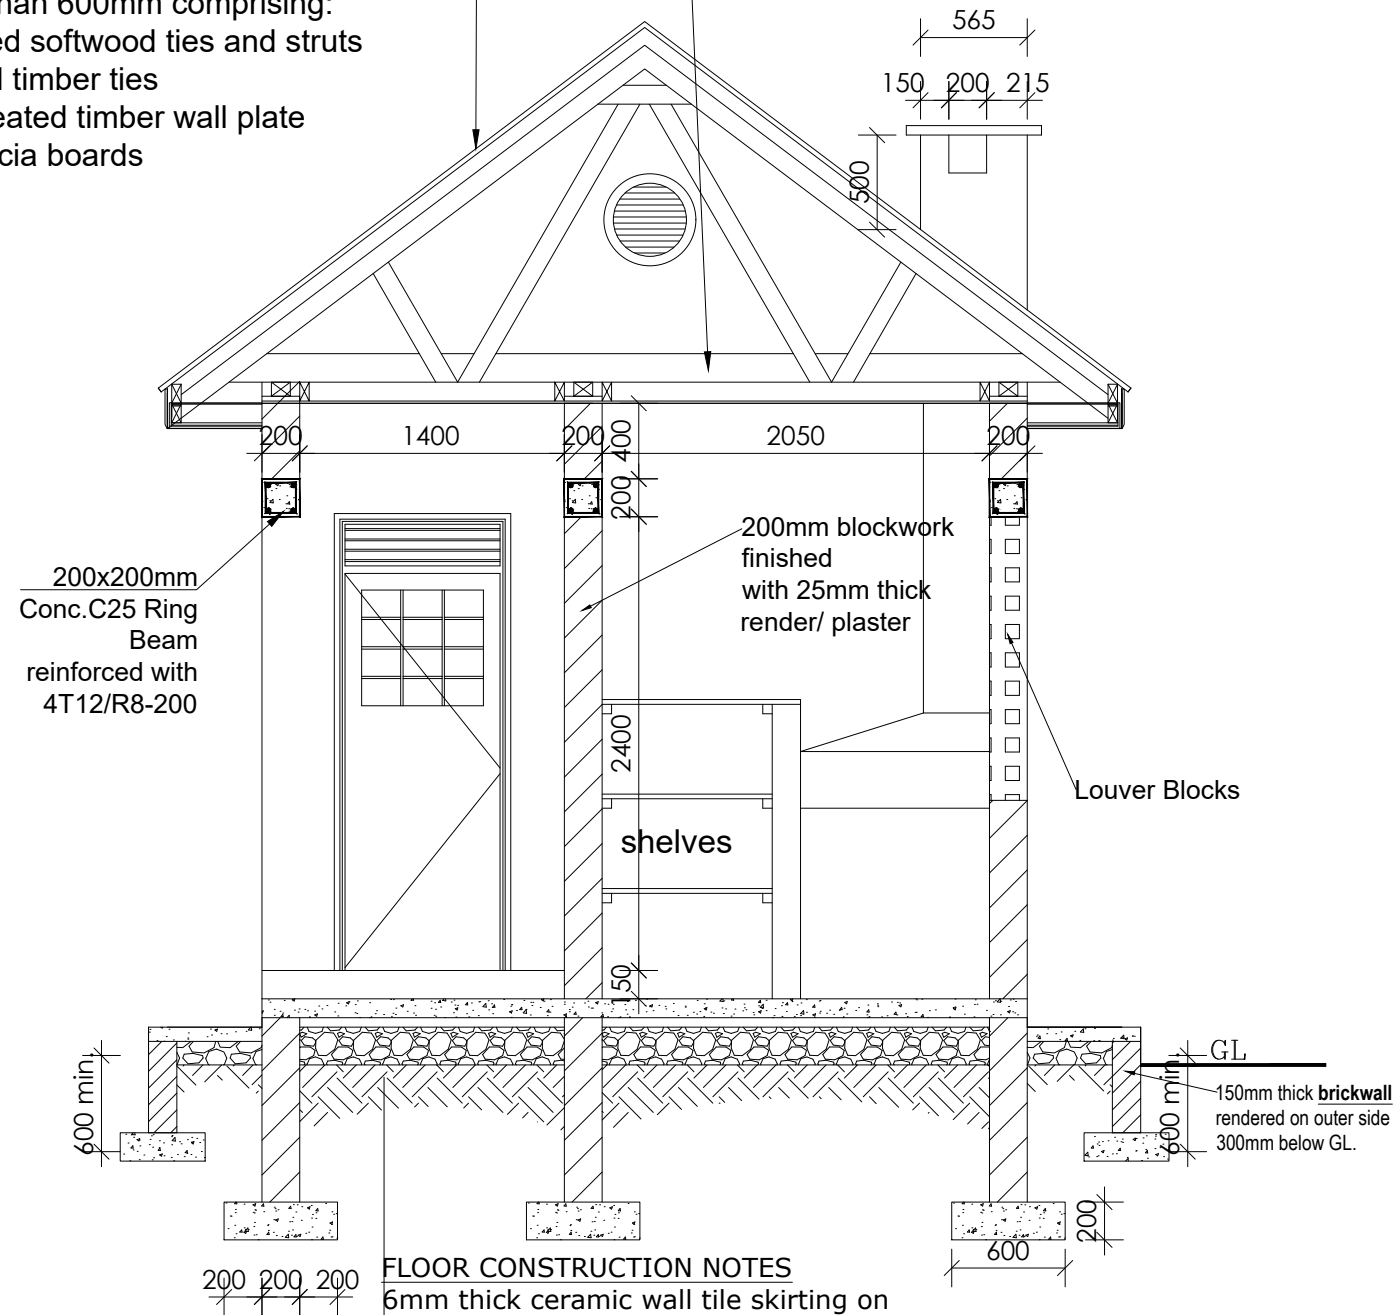 han 600mm comprising:
ed softwood ties and struts
timber ties
eated timber wall plate
cia boards
565
150 200 215
500
200 1400 200 2050 200
400
200
200mm blockwork
finished
with 25mm thick
render/ plaster
200x200mm
Conc.C25 Ring
Beam
reinforced with
4T12/R8-200
2400
Louver Blocks
shelves
150
GL
600 min.
600 min.
150mm thick brickwall
rendered on outer side
300mm below GL.
200
600
200 200 200
FLOOR CONSTRUCTION NOTES
6mm thick ceramic wall tile skirting on